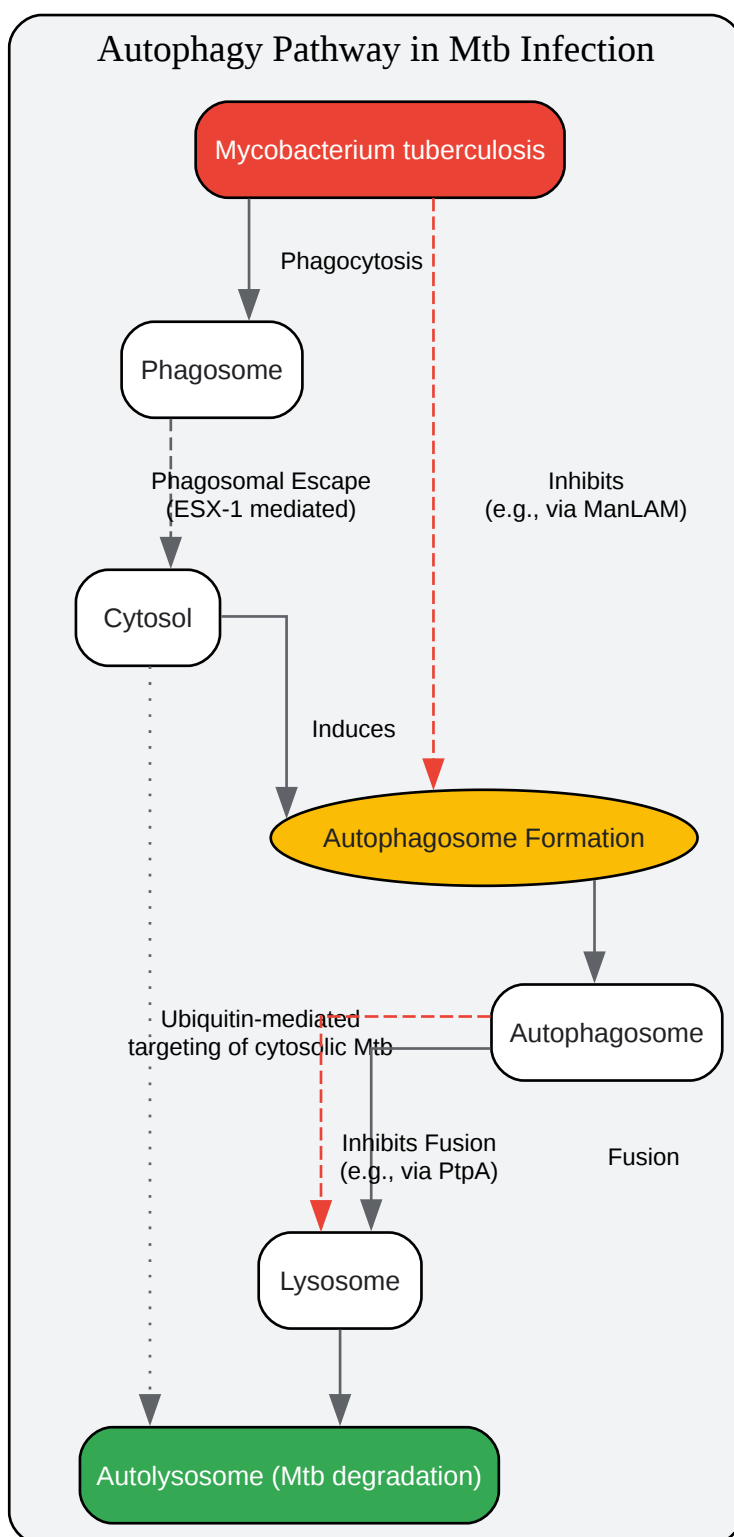 Autophagy Pathway in Mtb Infection
Mycobacterium tuberculosis
Phagocytosis
Phagosome
Phagosomal Escape
(ESX-1 mediated)
Inhibits
(e.g., via ManLAM)
Cytosol
Induces
Autophagosome Formation
Autophagosome
Ubiquitin-mediated
targeting of cytosolic Mtb
Inhibits Fusion
(e.g., via PtpA)
Fusion
Lysosome
Autolysosome (Mtb degradation)